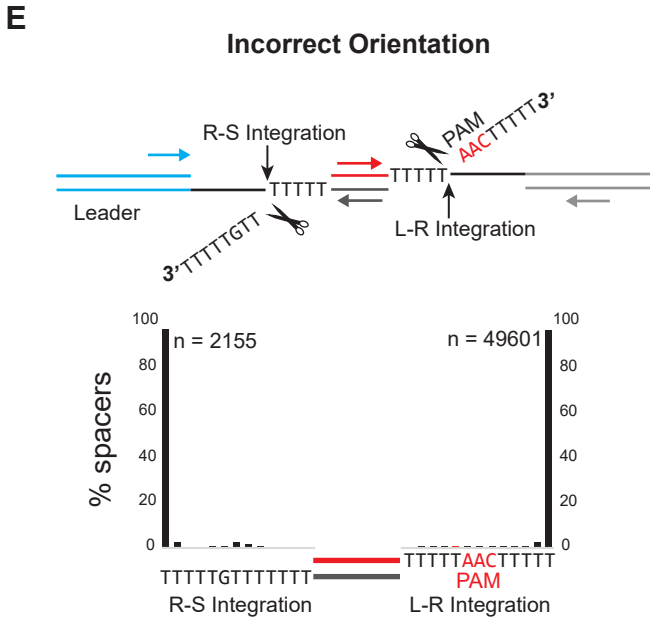 E
Incorrect Orientation
R-S Integration
PAM
AACTTTTT3’
TTTTT
TTTTT
Leader
3’TTTTTGTT
L-R Integration
100
n = 2155
n = 49601
100
80
80
60
60
% spacers
40
40
20
20
0
0
TTTTTAACTTTTT
TTTTTGTTTTTTT
PAM
R-S Integration
L-R Integration